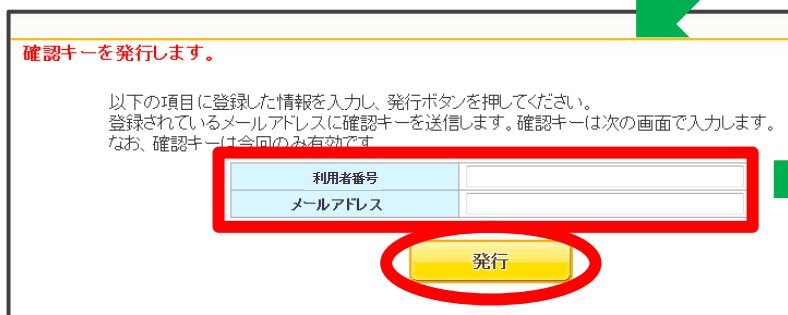 確認キーを発行します。
以下の項目に登録した情報を入力し、発行ボタンを押してください。
登録されているメールアドレスに確認キーを送信します。確認キーは次の画面で入力します。
なお、確認キーは今回のみ有効です
利用者番号
メールアドレス
発行